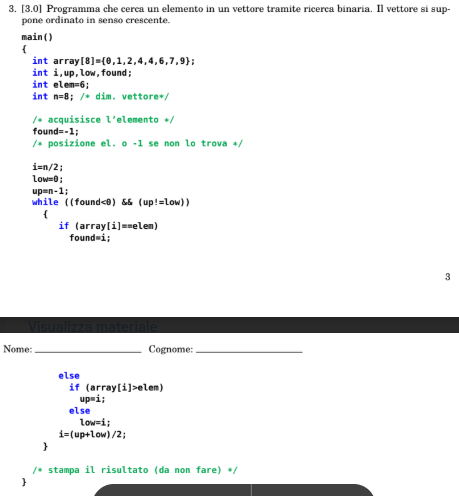 3. [3.0] Programma che cerca un elemento in un vettore tramite ricerca binaria. Il vettore si sup-
pone ordinato in senso crescente.
main()
{
int array[8]={0,1,2,4,4,6,7,9};
int i,up,low,found;
int elem=6;
int n=8; /* dim. vettore*/
/* acquisisce l'elemento */
found=-1;
/* posizione el. o -1 se non lo trova */
i=n/2;
low=0;
up=n-1;
while ((found<0) && (up!=low))
{
if (array[i]==elem)
found=i;
3
Visualizza materiale
Nome: Cognome:
else
if (array[i]>elem)
up=i;
else
low=i;
i=(up+low)/2;
}
/* stampa il risultato (da non fare) */
}